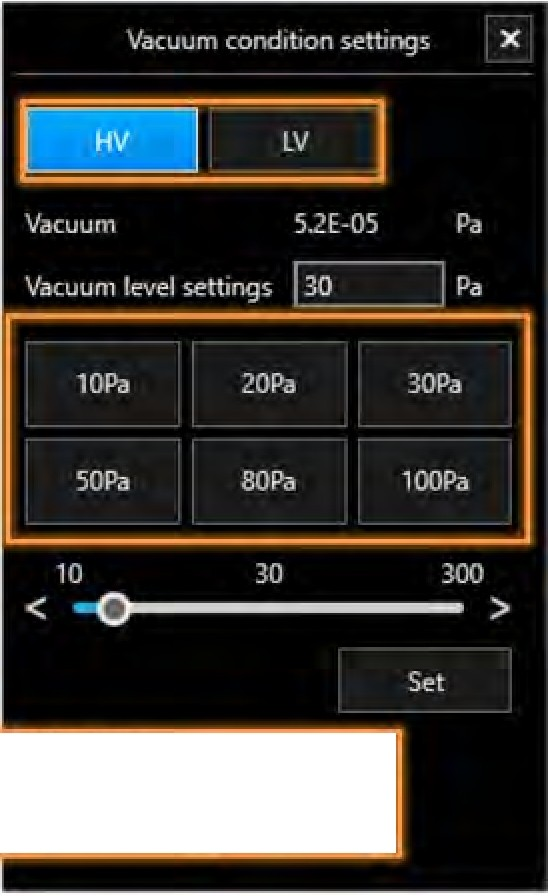 Vacuum condition settings ×
HV LV
Vacuum 5.2E-05 Pa
Vacuum level settings 30 Pa
10Pa 20Pa 30Pa
50Pa 80Pa 100Pa
10 30 300
< >
Set